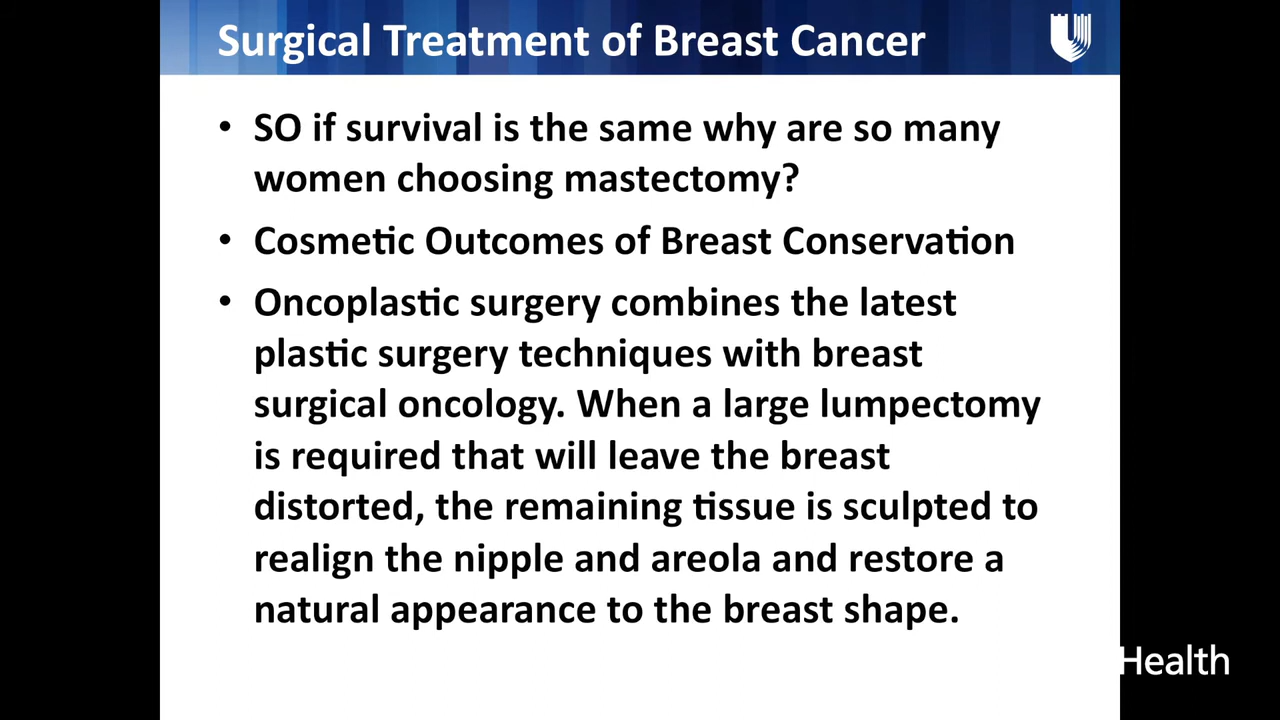 Surgical Treatment of Breast Cancer
• SO if survival is the same why are so many
women choosing mastectomy?
• Cosmetic Outcomes of Breast Conservation
• Oncoplastic surgery combines the latest
plastic surgery techniques with breast
surgical oncology. When a large lumpectomy
is required that will leave the breast
distorted, the remaining tissue is sculpted to
realign the nipple and areola and restore a
natural appearance to the breast shape.
Health